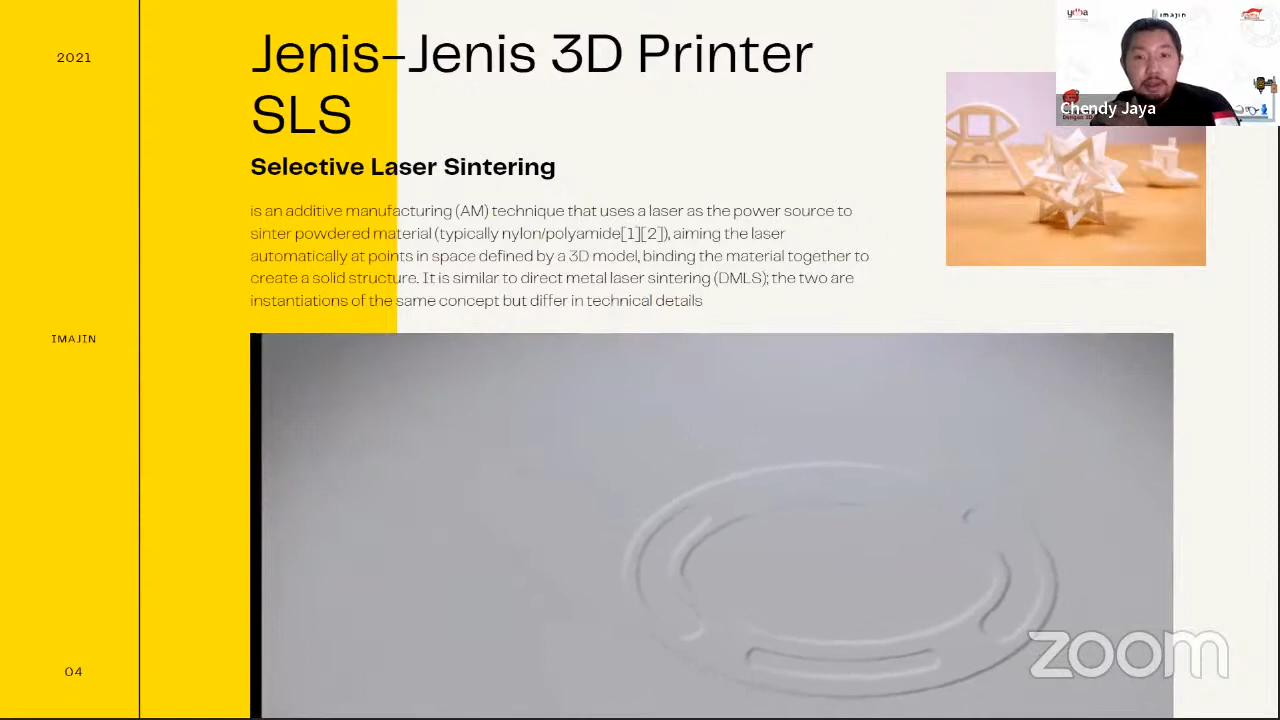 2021
Jenis-Jenis 3D Printer
SLS
Selective Laser Sintering
is an additive manufacturing (AM) technique that uses a laser as the power source to
sinter powdered material (typically nylon/polyamide[1][2]), aiming the laser
automatically at points in space defined by a 3D model, binding the material together to
create a solid structure. It is similar to direct metal laser sintering (DMLS); the two are
instantiations of the same concept but differ in technical details
IMAJIN
04
IMAJIN
Chendy Jaya
zoom